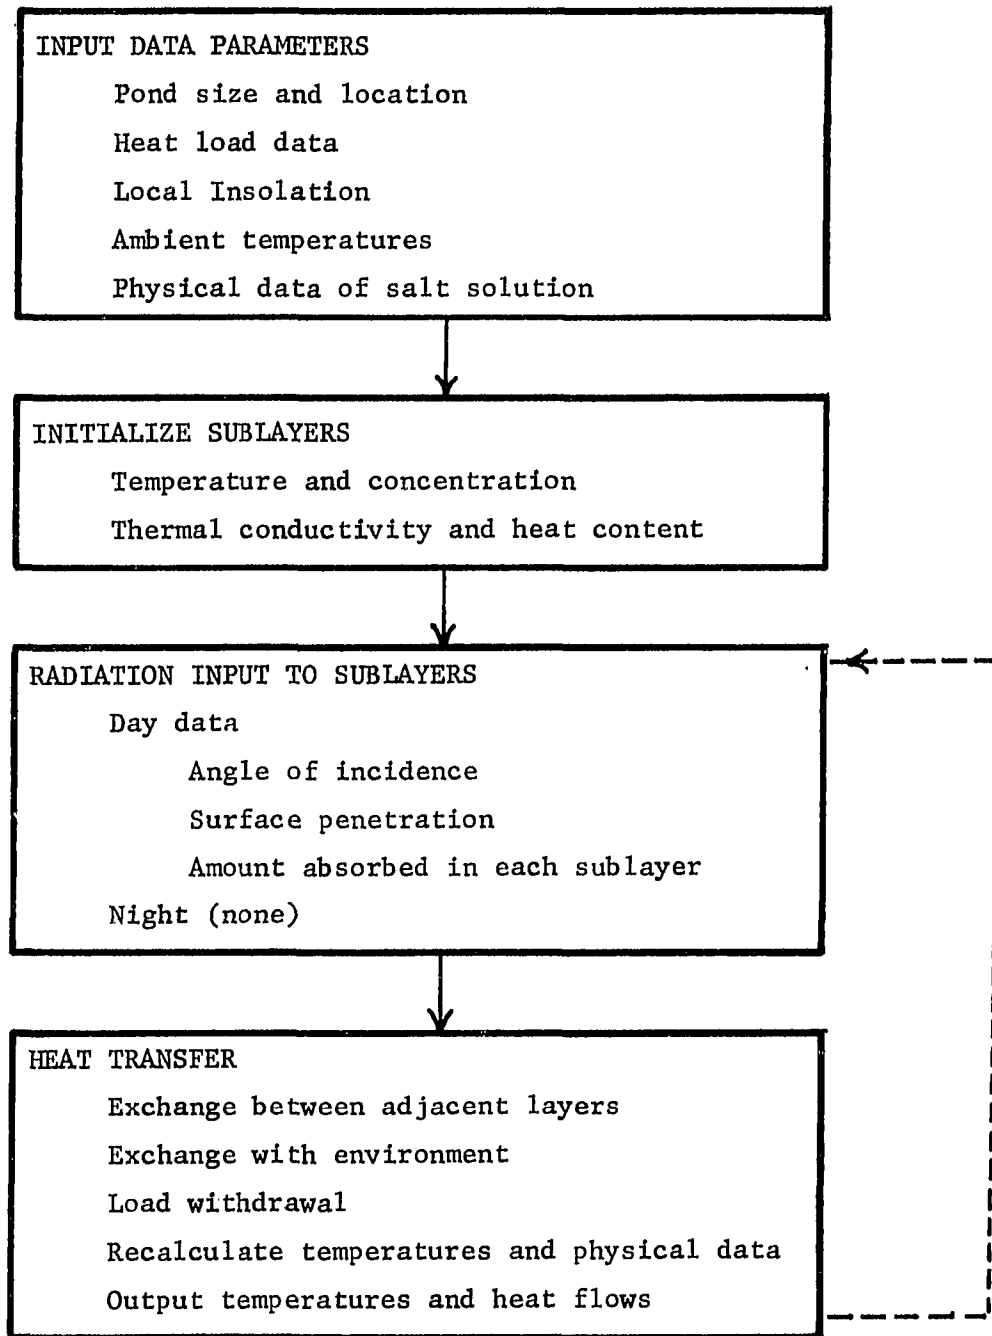 INPUT DATA PARAMETERS
Pond size and location
Heat load data
Local Insolation
Ambient temperatures
Physical data of salt solution
INITIALIZE SUBLAYERS
Temperature and concentration
Thermal conductivity and heat content
RADIATION INPUT TO SUBLAYERS
Day data
Angle of incidence
Surface penetration
Amount absorbed in each sublayer
Night (none)
HEAT TRANSFER
Exchange between adjacent layers
Exchange with environment
Load withdrawal
Recalculate temperatures and physical data
Output temperatures and heat flows